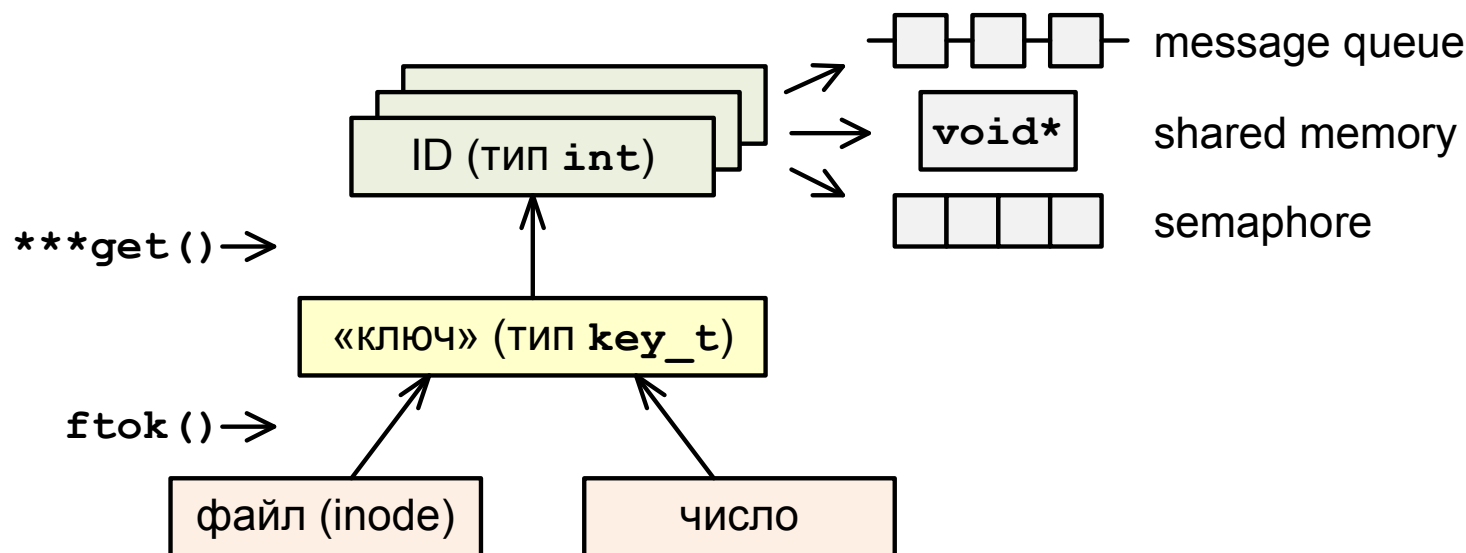 message queue
void*
shared memory
ID (тип int)
semaphore
***get()
«ключ» (тип key_t)
ftok()
файл (inode)
число